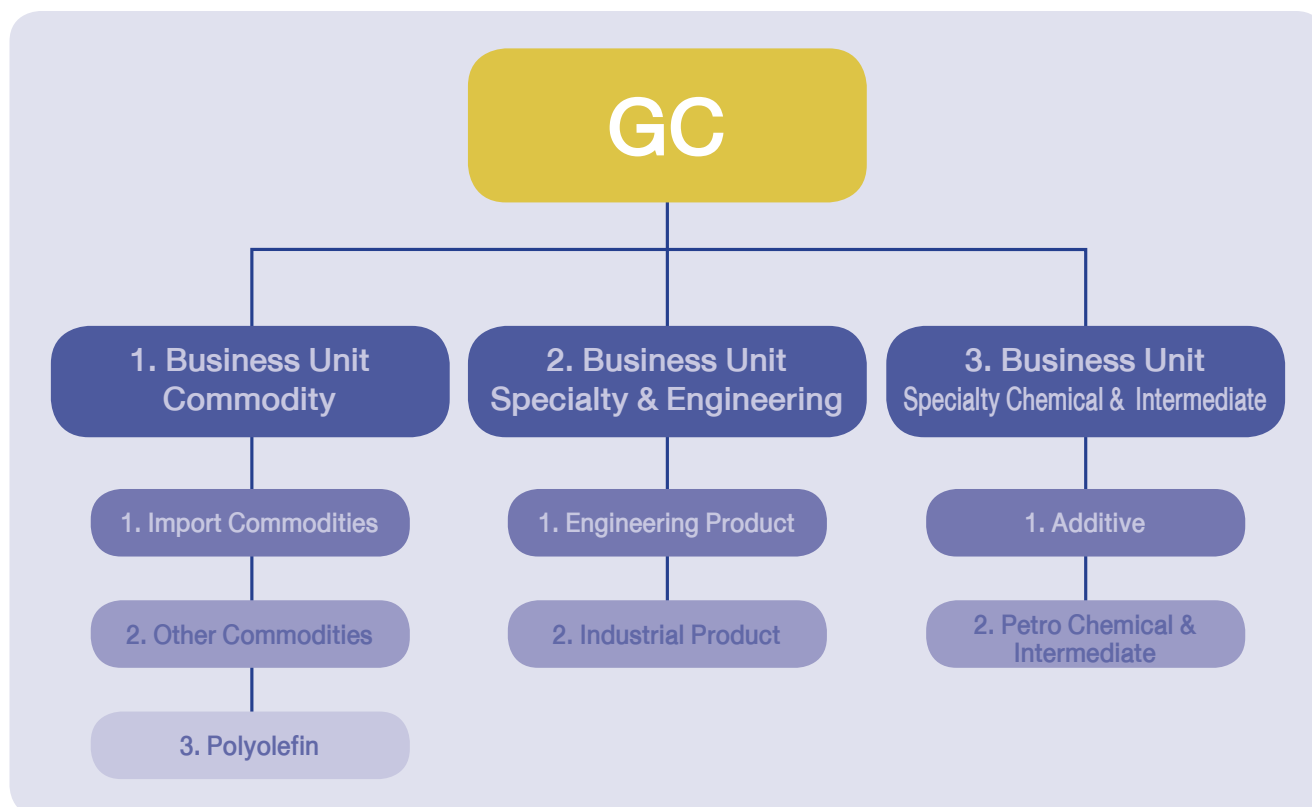 GC
1. Business Unit
Commodity
2. Business Unit
Specialty & Engineering
3. Business Unit
Specialty Chemical & Intermediate
1. Import Commodities
1. Engineering Product
1. Additive
2. Other Commodities
2. Industrial Product
2. Petro Chemical &
Intermediate
3. Polyolefin